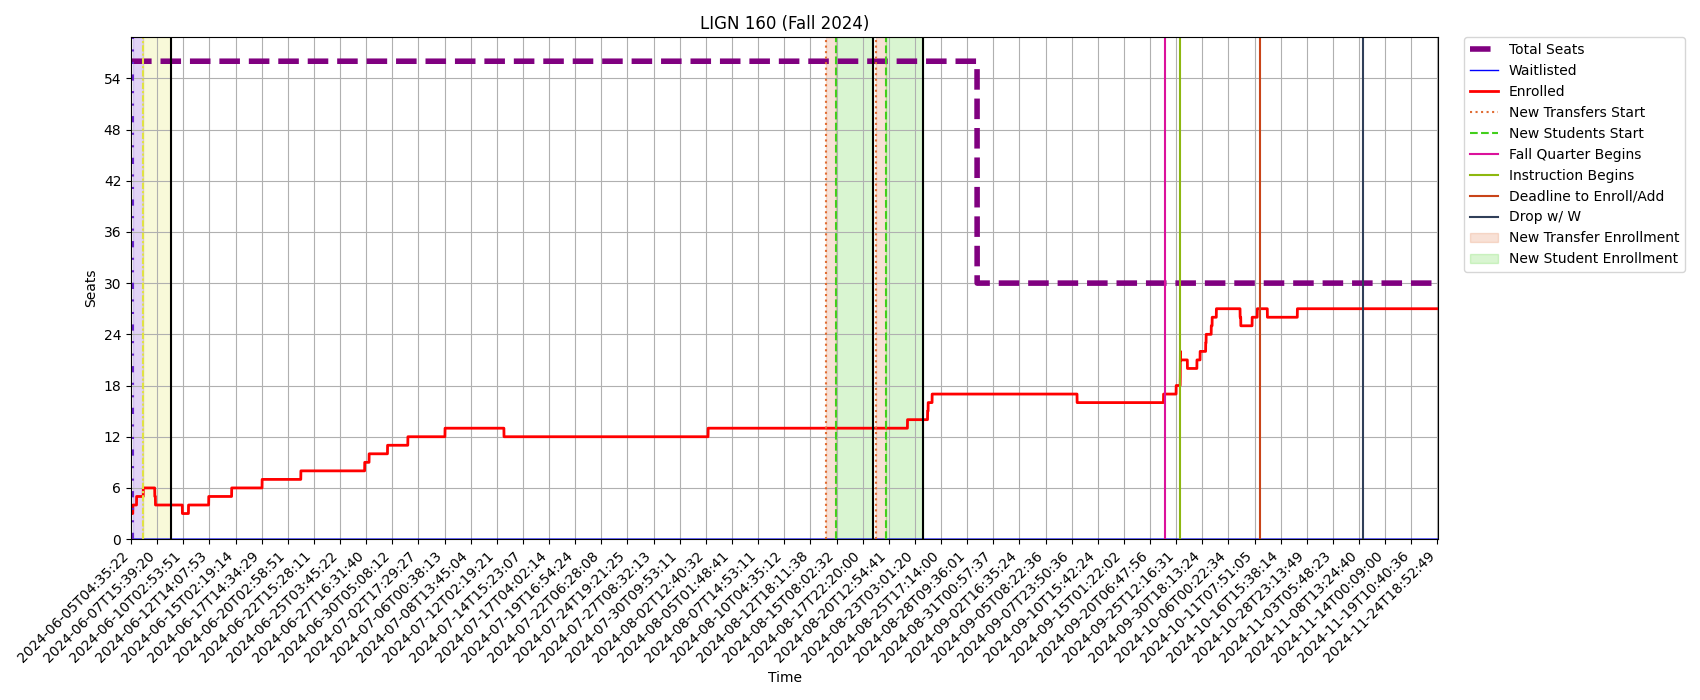 LIGN 160 (Fall 2024)
Seats
54
48
42
36
30
24
18
12
6
0
2024-06-05T04:35:22
2024-06-07T15:39:20
2024-06-10T02:53:51
2024-06-12T14:07:53
2024-06-15T02:19:14
2024-06-17T14:34:29
2024-06-20T02:58:51
2024-06-22T15:28:11
2024-06-25T03:45:22
2024-06-27T16:31:40
2024-06-30T05:08:12
2024-07-02T17:29:27
2024-07-06T00:38:13
2024-07-08T13:45:04
2024-07-12T02:19:21
2024-07-14T15:23:07
2024-07-17T04:02:14
2024-07-19T16:54:24
2024-07-22T06:28:08
2024-07-24T19:21:25
2024-07-27T08:32:13
2024-07-30T09:53:11
2024-08-02T12:40:32
2024-08-05T01:48:41
2024-08-07T14:53:11
2024-08-10T04:35:12
2024-08-12T18:11:38
2024-08-15T08:02:32
2024-08-17T22:20:00
2024-08-20T12:54:41
2024-08-23T03:01:20
2024-08-25T17:14:00
2024-08-28T09:36:01
2024-08-31T00:57:37
2024-09-02T16:35:24
2024-09-05T08:22:36
2024-09-07T23:50:36
2024-09-10T15:42:24
2024-09-15T01:22:02
2024-09-20T06:47:56
2024-09-25T12:16:31
2024-09-30T18:13:24
2024-10-06T00:22:34
2024-10-11T07:51:05
2024-10-16T15:38:14
2024-10-28T23:13:49
2024-11-03T05:48:23
2024-11-08T13:24:40
2024-11-14T00:09:00
2024-11-19T10:40:36
2024-11-24T18:52:49
Time
Total Seats
Waitlisted
Enrolled
New Transfers Start
New Students Start
Fall Quarter Begins
Instruction Begins
Deadline to Enroll/Add
Drop w/ W
New Transfer Enrollment
New Student Enrollment